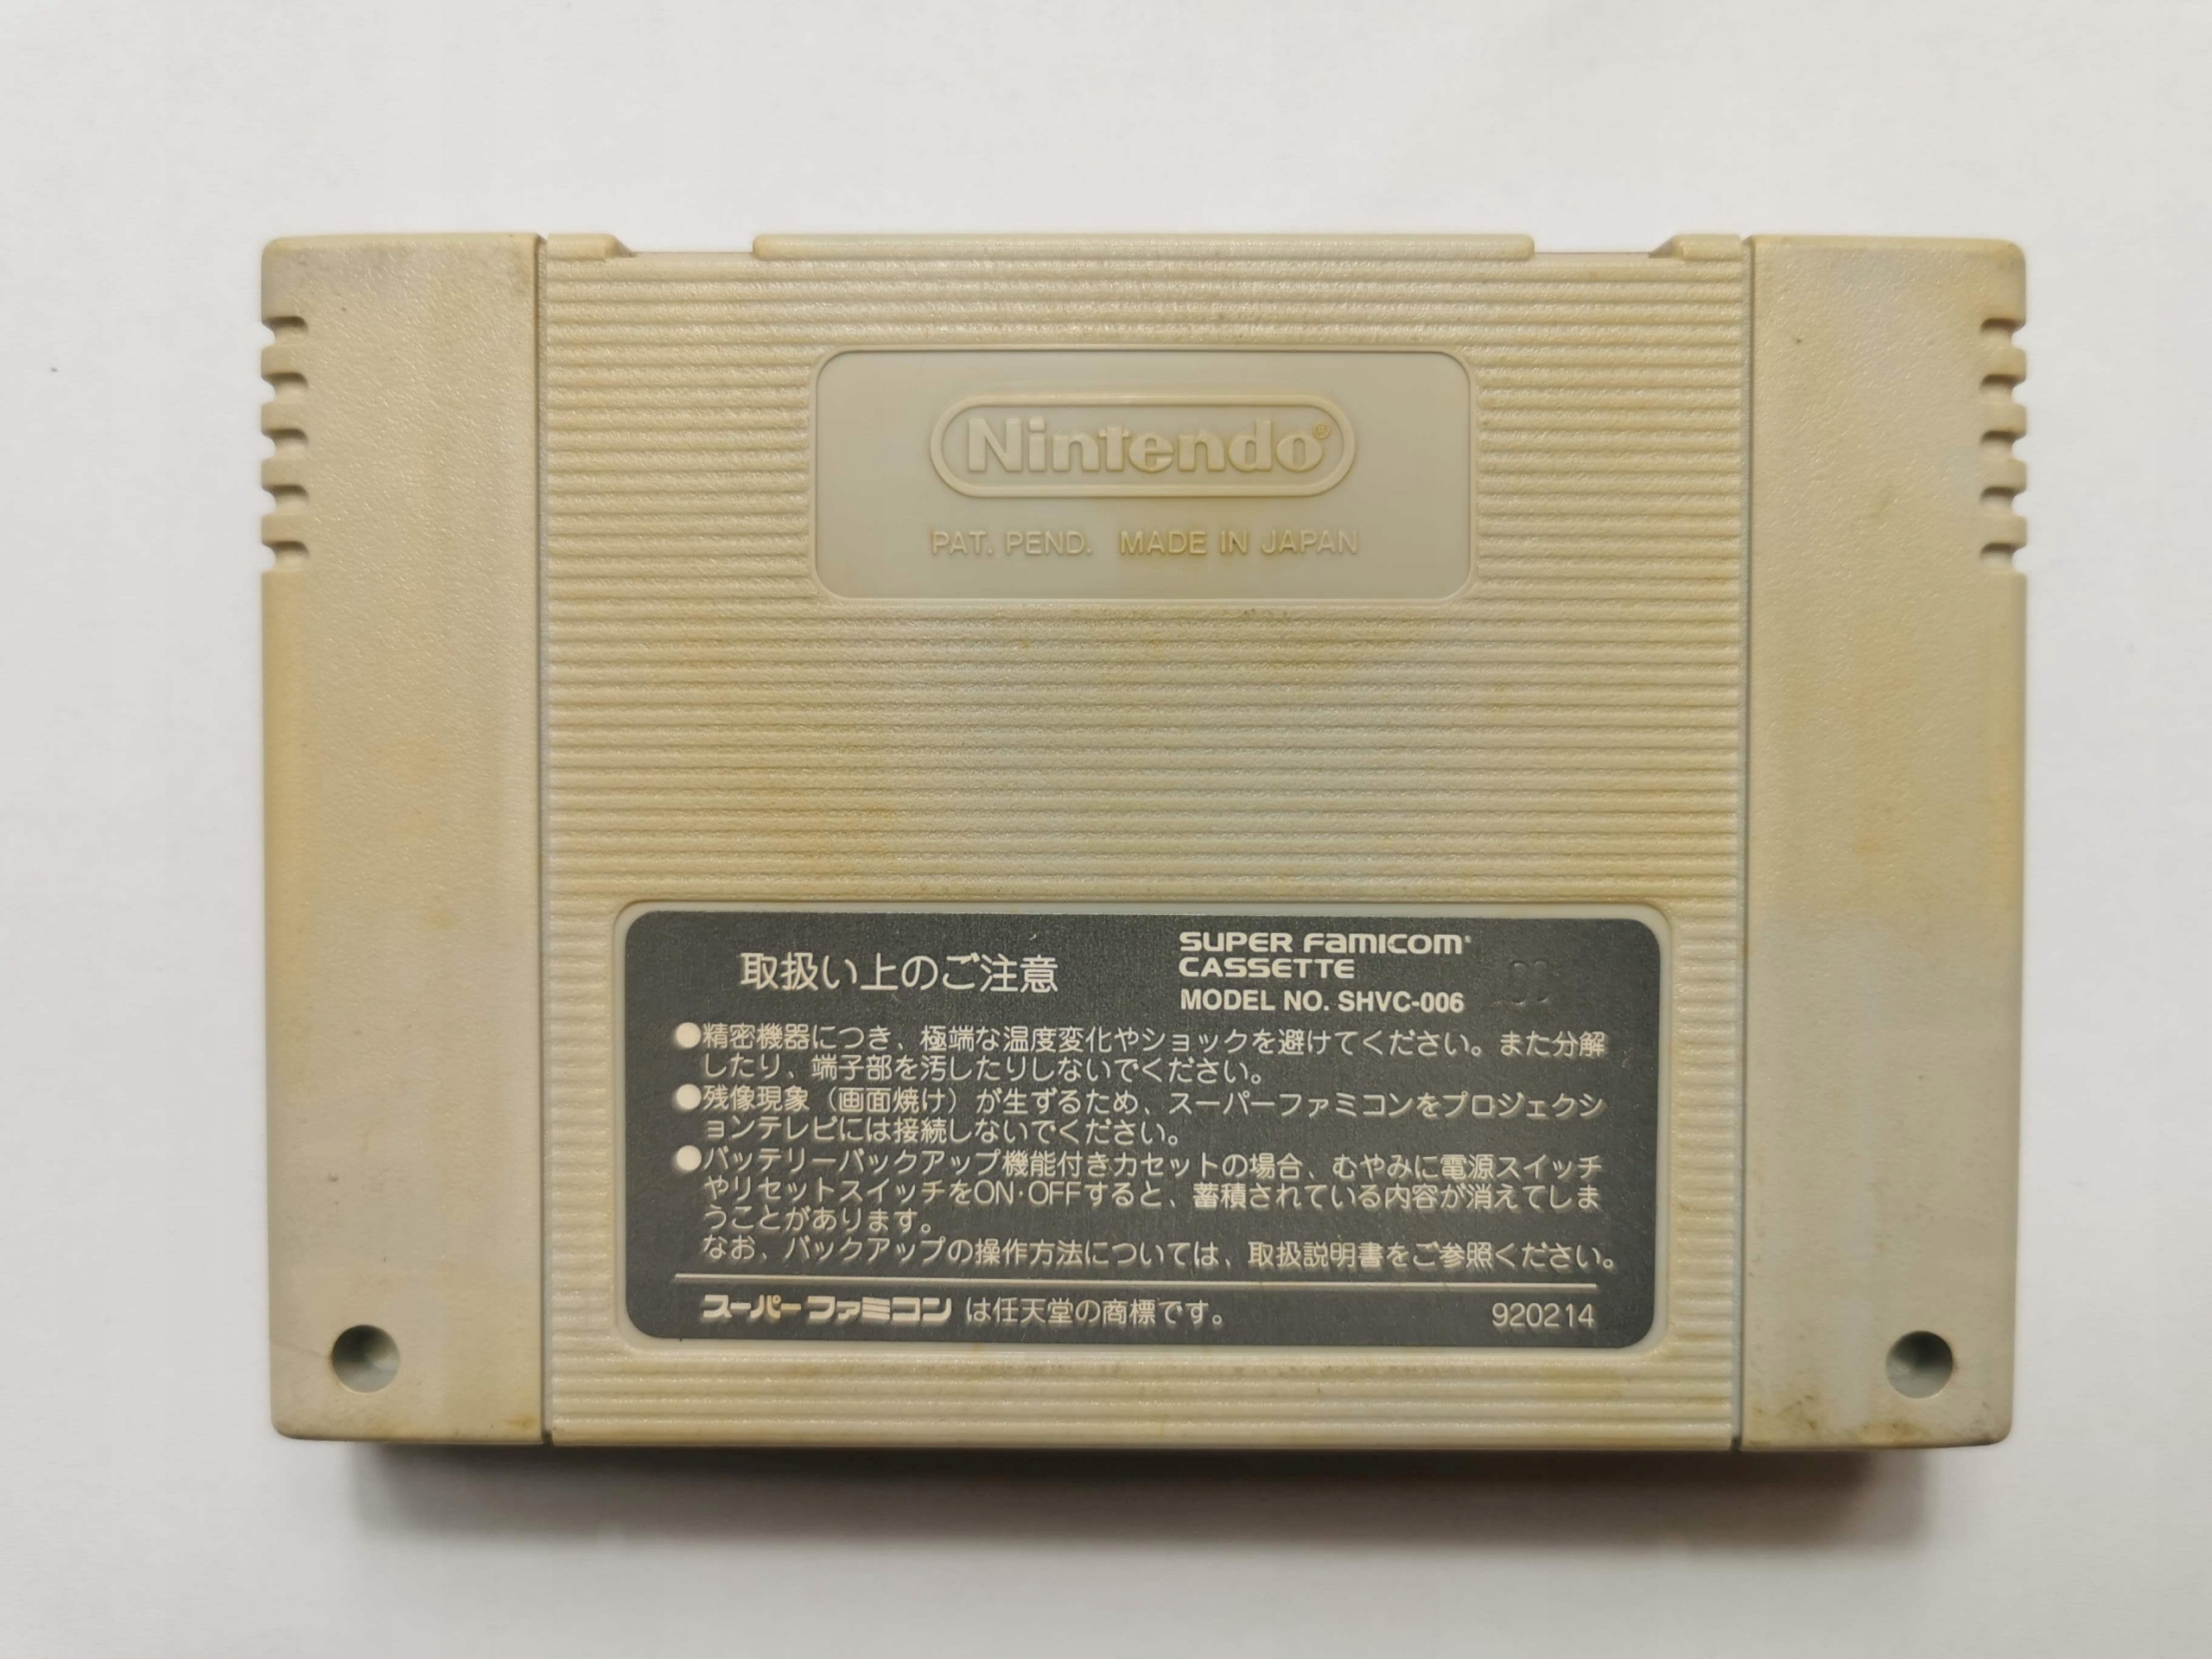 Nintendo®
PAT. PEND. MADE IN JAPAN
取扱い上のご注意
SUPER FAMICOM
CASSETTE
MODEL NO. SHVC-006
●精密機器につき、極端な温度変化やショックを避けてください。また分解
したり、端子部を汚したりしないでください。
●残像現象（画面焼け）が生ずるため、スーパーファミコンをプロジェクシ
ョンテレビには接続しないでください。
●バッテリーバックアップ機能付きカセットの場合、むやみに電源スイッチ
やリセットスイッチをON·OFFすると、蓄積されている内容が消えてしま
うことがあります。
なお、バックアップの操作方法については、取扱説明書をご参照ください。
スーパーファミコン は任天堂の商標です。
920214